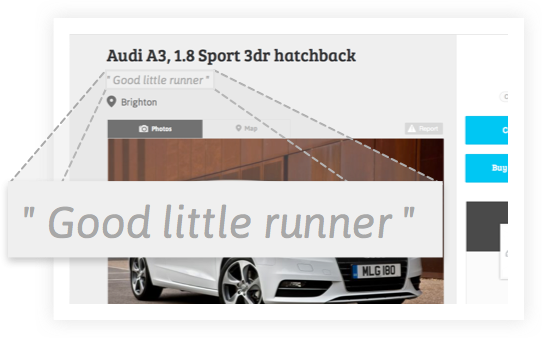 Audi A3, 1.8 Sport 3dr hatchback
" Good little runner "
Brighton
Photos
Map
Report
Buy
" Good little runner "
MLG 180